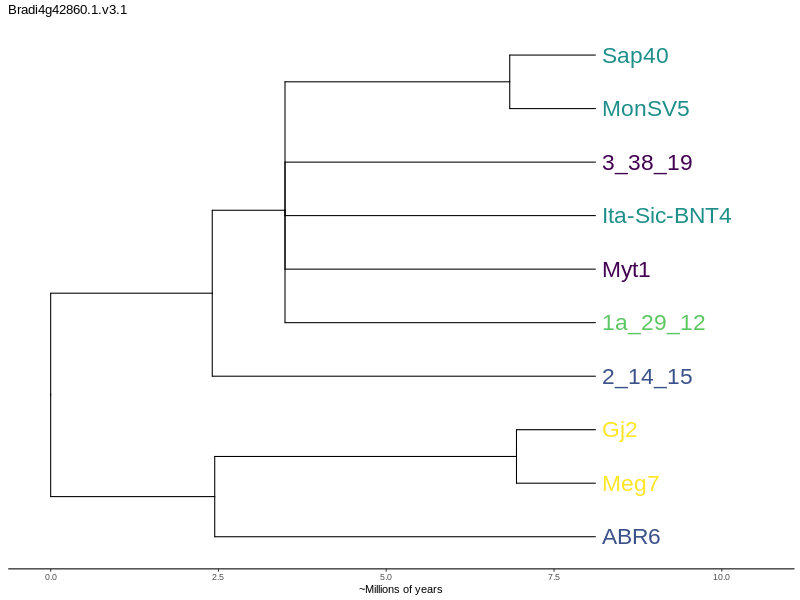 Bradi4g42860.1.v3.1
Sap40
MonSV5
3_38_19
Ita-Sic-BNT4
Myt1
1a_29_12
2_14_15
Gj2
Meg7
ABR6
0.0 2.5 5.0 7.5 10.0
~Millions of years